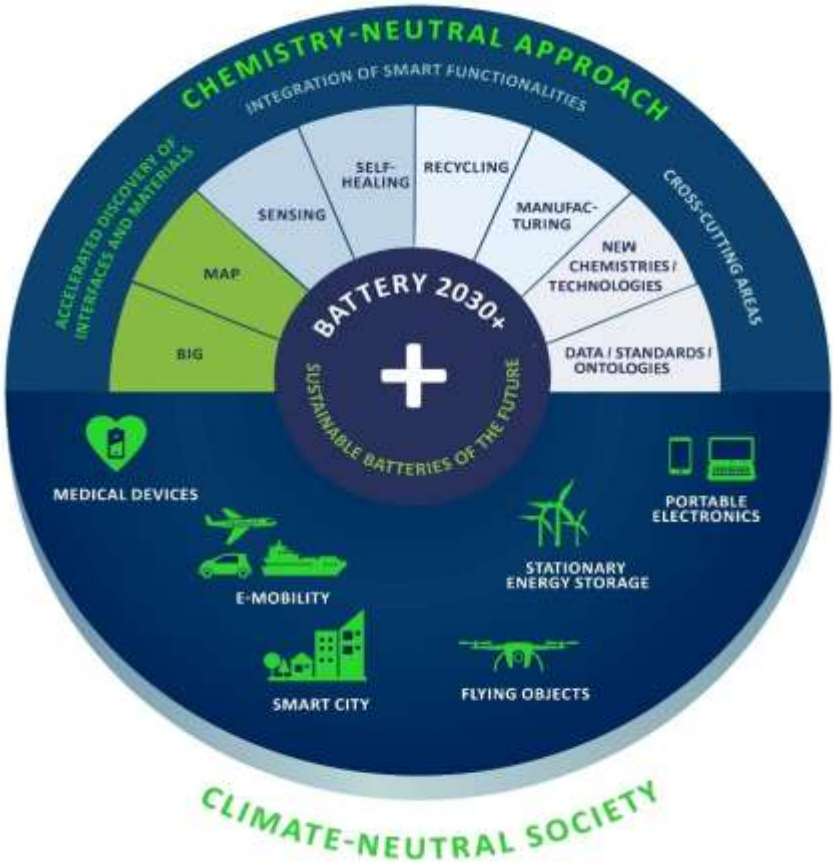 CHEMISTRY-NEUTRAL APPROACH
INTEGRATION OF SMART FUNCTIONALITIES
ACCELERATED DISCOVERY OF
INTERFACES AND MATERIALS
CROSS-CUTTING AREAS
BIG
MAP
SENSING
SELF-
HEALING
RECYCLING
MANUFAC-
TURING
NEW
CHEMISTRIES/
TECHNOLOGIES
DATA / STANDARDS /
ONTOLOGIES
BATTERY 2030+
+
SUSTAINABLE BATTERIES OF THE FUTURE
MEDICAL DEVICES
E-MOBILITY
SMART CITY
FLYING OBJECTS
STATIONARY
ENERGY STORAGE
PORTABLE
ELECTRONICS
CLIMATE-NEUTRAL SOCIETY